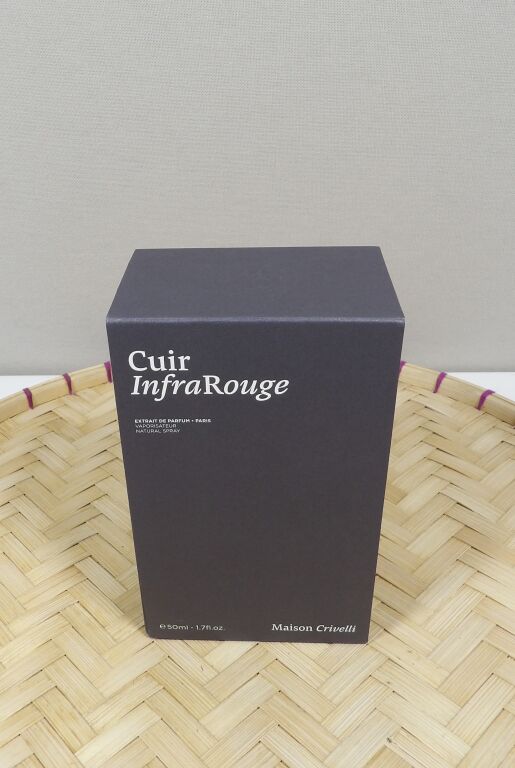 Cuir
InfraRouge
EXTRAIT DE PARFUM • PARIS
VAPORISATEUR
NATURAL SPRAY
℮ 50ml - 1.7fl.oz.
Maison Crivelli